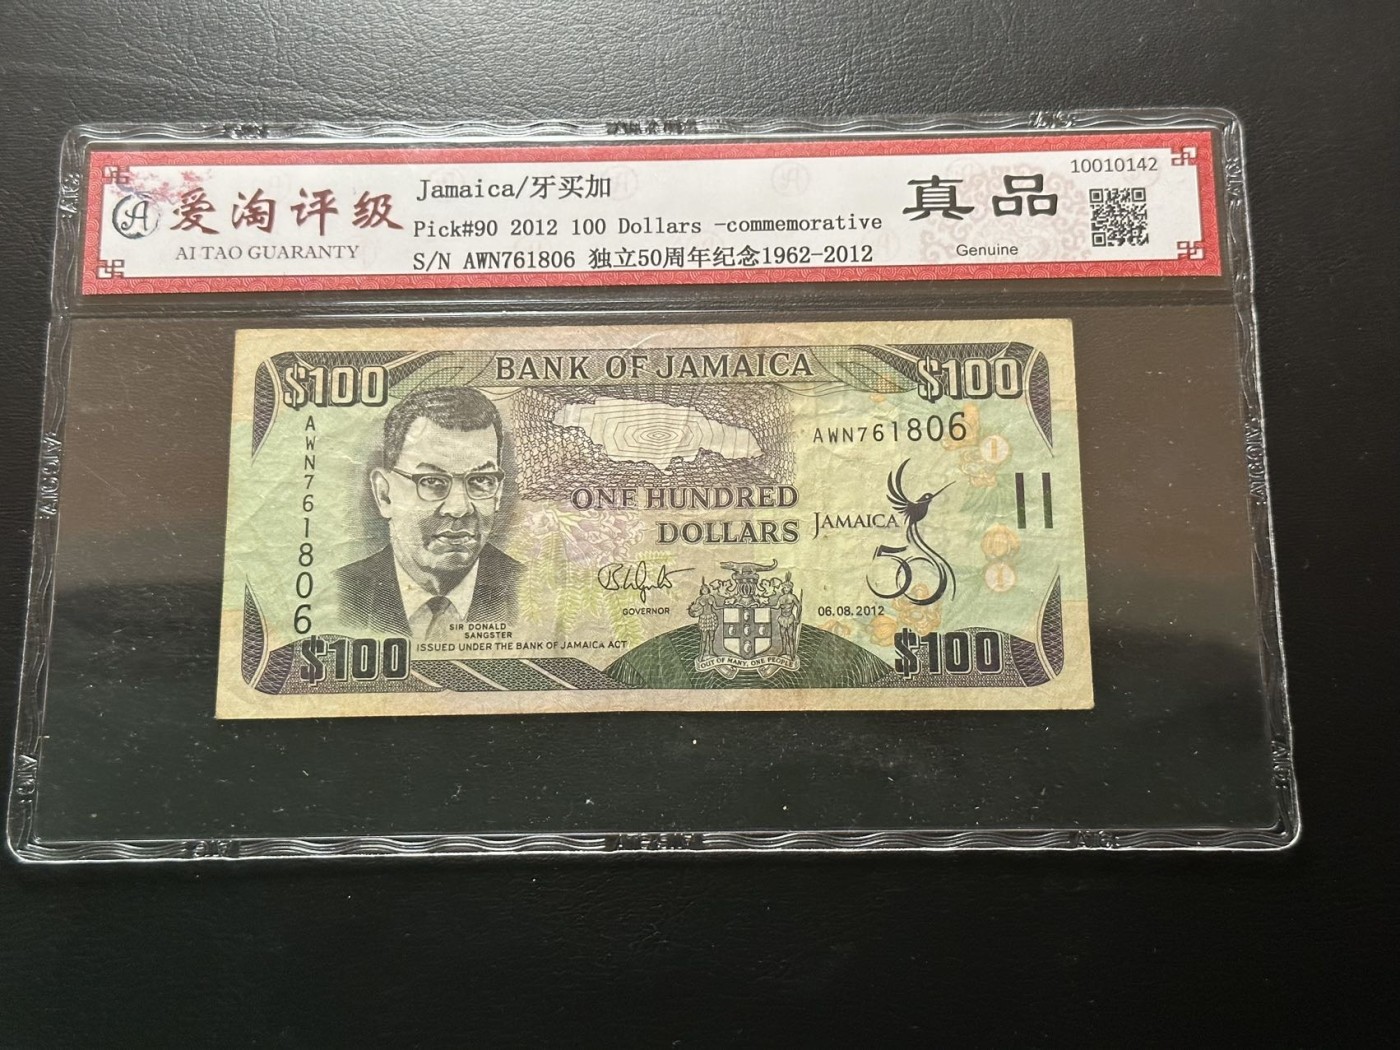 爱淘评级
AI TAO GUARANTY
Jamaica/牙买加
Pick#90 2012 100 Dollars -commemorative
S/N AWN761806 独立50周年纪念1962-2012
真品
Genuine
10010142
BANK OF JAMAICA
$100
$100
AWN761806
AWN761806
ONE HUNDRED
DOLLARS
JAMAICA
50
GOVERNOR
06.08.2012
SIR DONALD
SANGSTER
ISSUED UNDER THE BANK OF JAMAICA ACT
OUT OF MANY, ONE PEOPLE
$100
$100